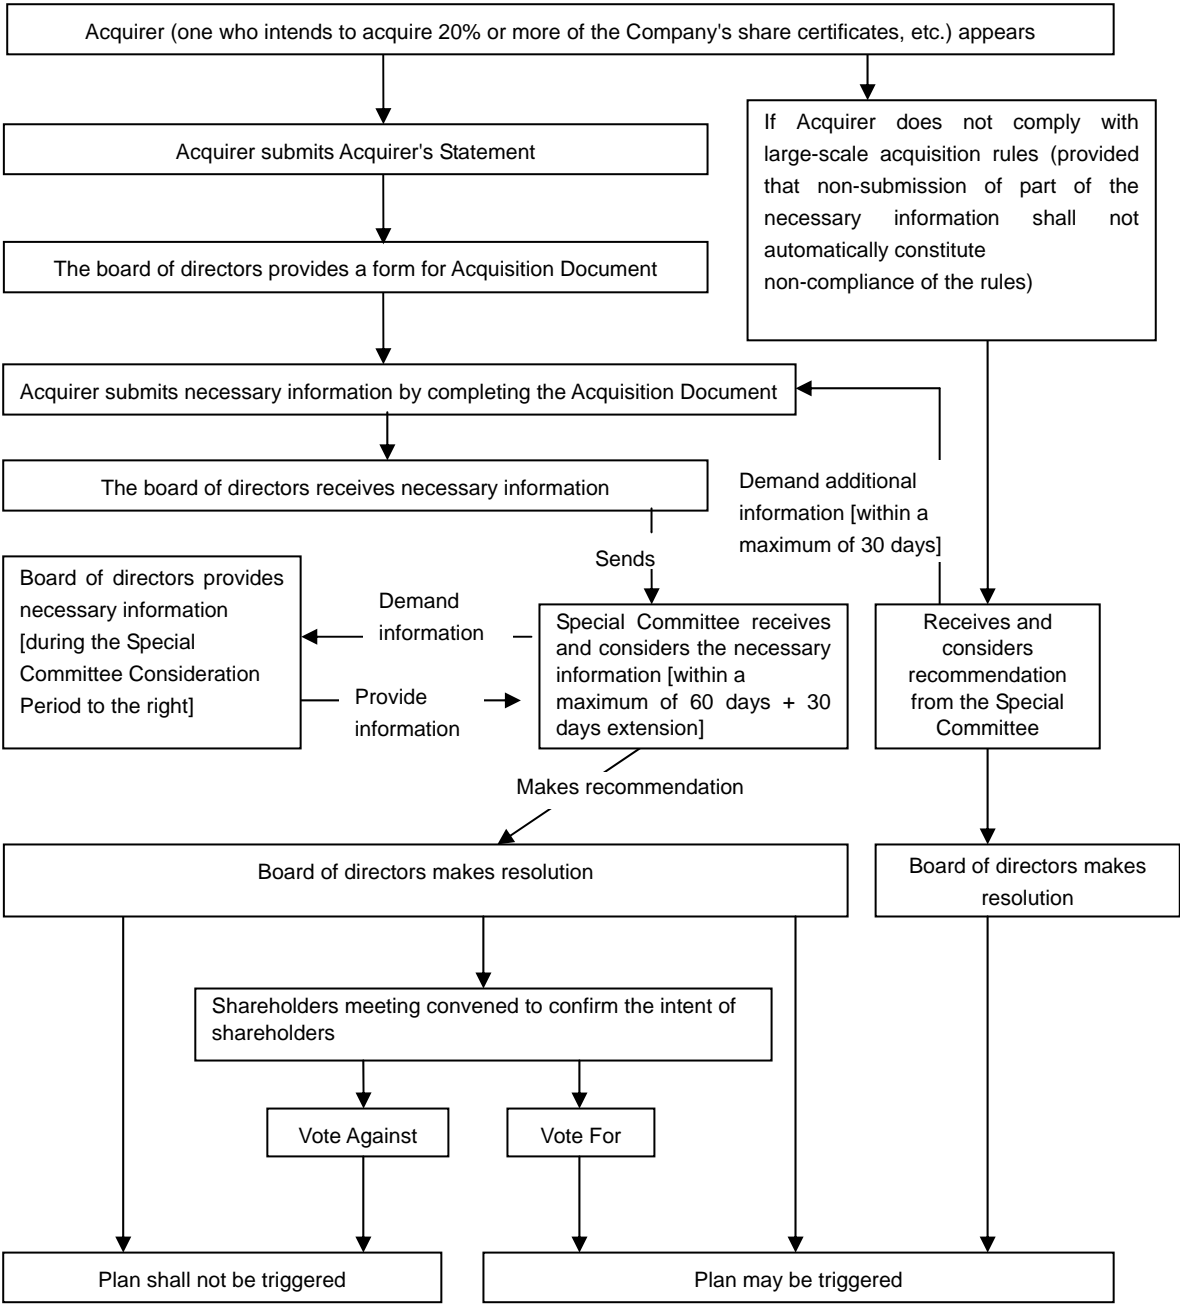 Acquirer (one who intends to acquire 20% or more of the Company's share certificates, etc.) appears
Acquirer submits Acquirer's Statement
If Acquirer does not comply with
large-scale acquisition rules (provided
that non-submission of part of the
necessary information shall not
automatically constitute
non-compliance of the rules)
The board of directors provides a form for Acquisition Document
Acquirer submits necessary information by completing the Acquisition Document
The board of directors receives necessary information
Demand additional
information [within a
maximum of 30 days]
Sends
Board of directors provides
necessary information
[during the Special
Committee Consideration
Period to the right]
Demand
information
Provide
information
Special Committee receives
and considers the necessary
information [within a
maximum of 60 days + 30
days extension]
Receives and
considers
recommendation
from the Special
Committee
Makes recommendation
Board of directors makes resolution
Board of directors makes
resolution
Shareholders meeting convened to confirm the intent of
shareholders
Vote Against
Vote For
Plan shall not be triggered
Plan may be triggered